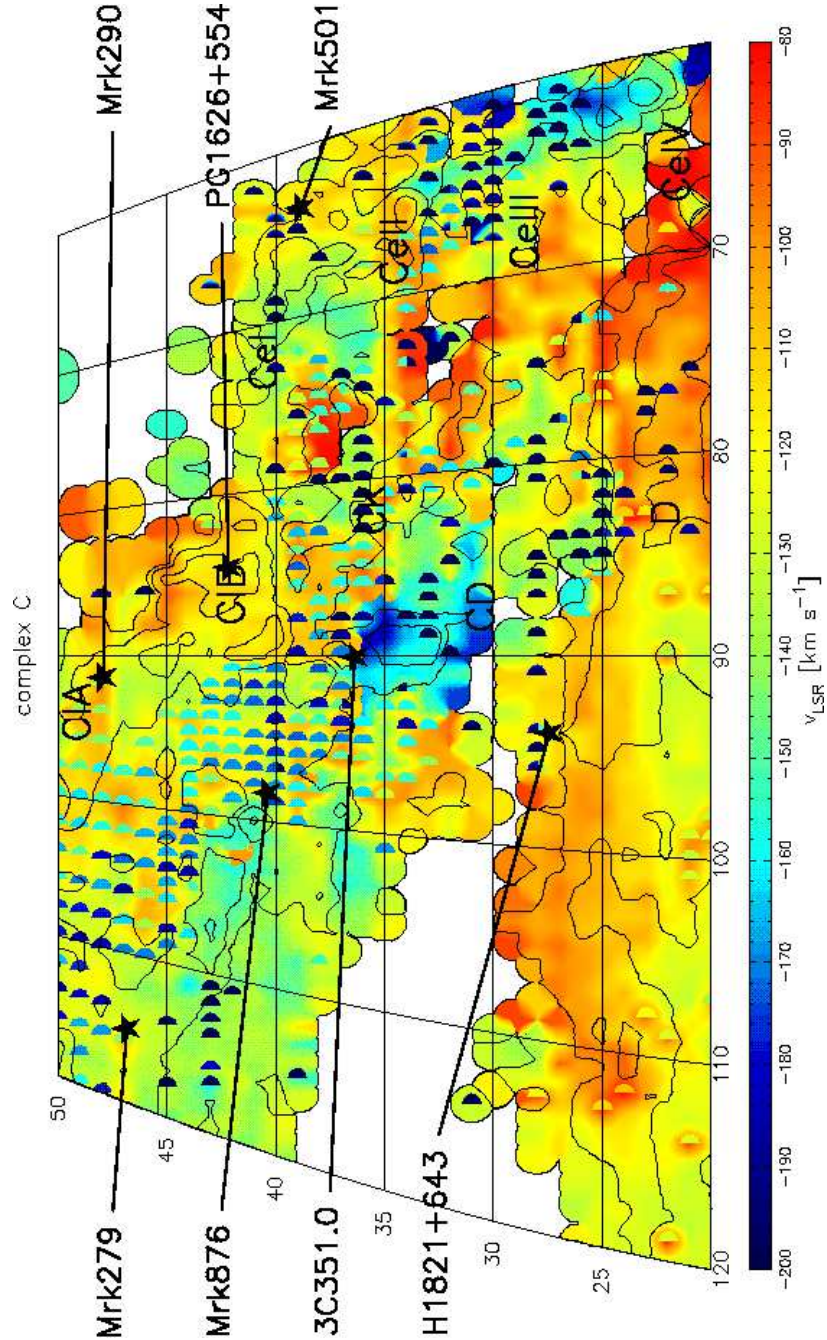 complex C
Mrk290
PG1626+554
Mrk501
Mrk279
Mrk876
3C351.0
H1821+643
50
45
40
35
30
25
120
110
100
90
80
70
CIA
CIB
CeI
CeII
CeIII
CeIV
CK
CD
D
-200
-190
-180
-170
-160
-150
-140
-130
-120
-110
-100
-90
-80
v_LSR [km s⁻¹]